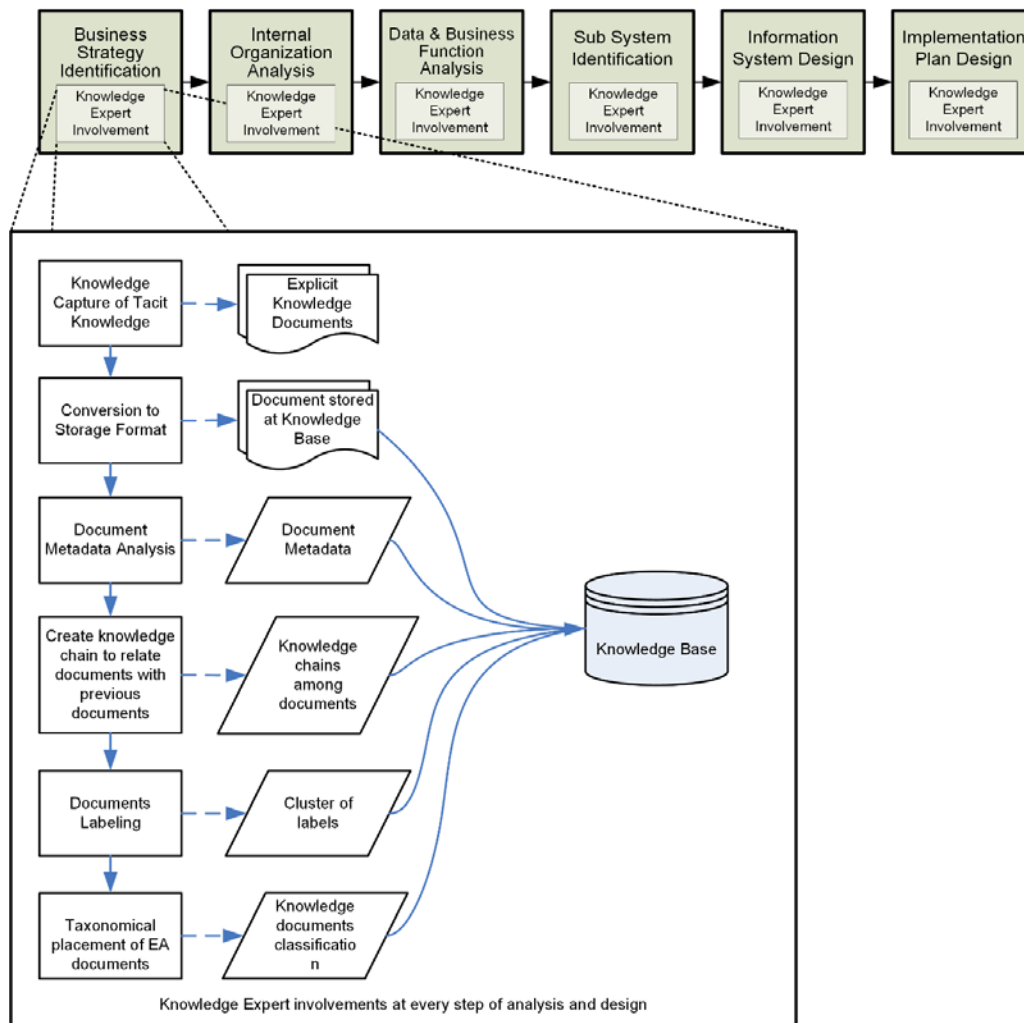 Business
Strategy
Identification
Knowledge
Expert
Involvement
Internal
Organization
Analysis
Knowledge
Expert
Involvement
Data & Business
Function
Analysis
Knowledge
Expert
Involvement
Sub System
Identification
Knowledge
Expert
Involvement
Information
System Design
Knowledge
Expert
Involvement
Implementation
Plan Design
Knowledge
Expert
Involvement
Knowledge
Capture of Tacit
Knowledge
Explicit
Knowledge
Documents
Conversion to
Storage Format
Document stored
at Knowledge
Base
Document
Metadata Analysis
Document
Metadata
Create knowledge
chain to relate
documents with
previous
documents
Knowledge
chains
among
documents
Knowledge Base
Documents
Labeling
Cluster of
labels
Taxonomical
placement of EA
documents
Knowledge
documents
classificatio
n
Knowledge Expert involvements at every step of analysis and design